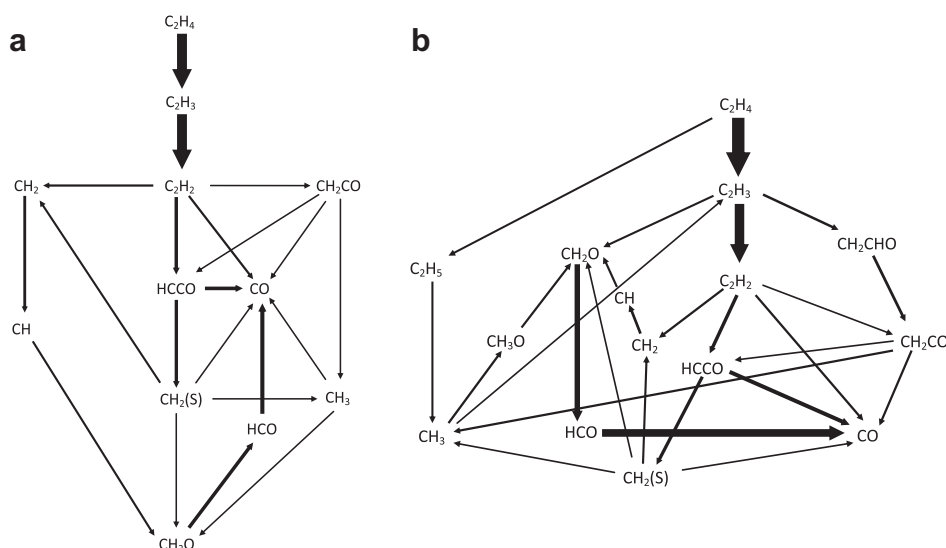 a
C₂H₄
C₂H₃
CH₂ C₂H₂ CH₂CO
HCCO CO
CH
CH₂(S) CH₃
HCO
CH₂O
b
C₂H₄
C₂H₃
CH₂O CH₂CHO
C₂H₅ C₂H₂
CH
CH₃O CH₂ CH₂CO
HCCO
CH₃ HCO CO
CH₂(S)